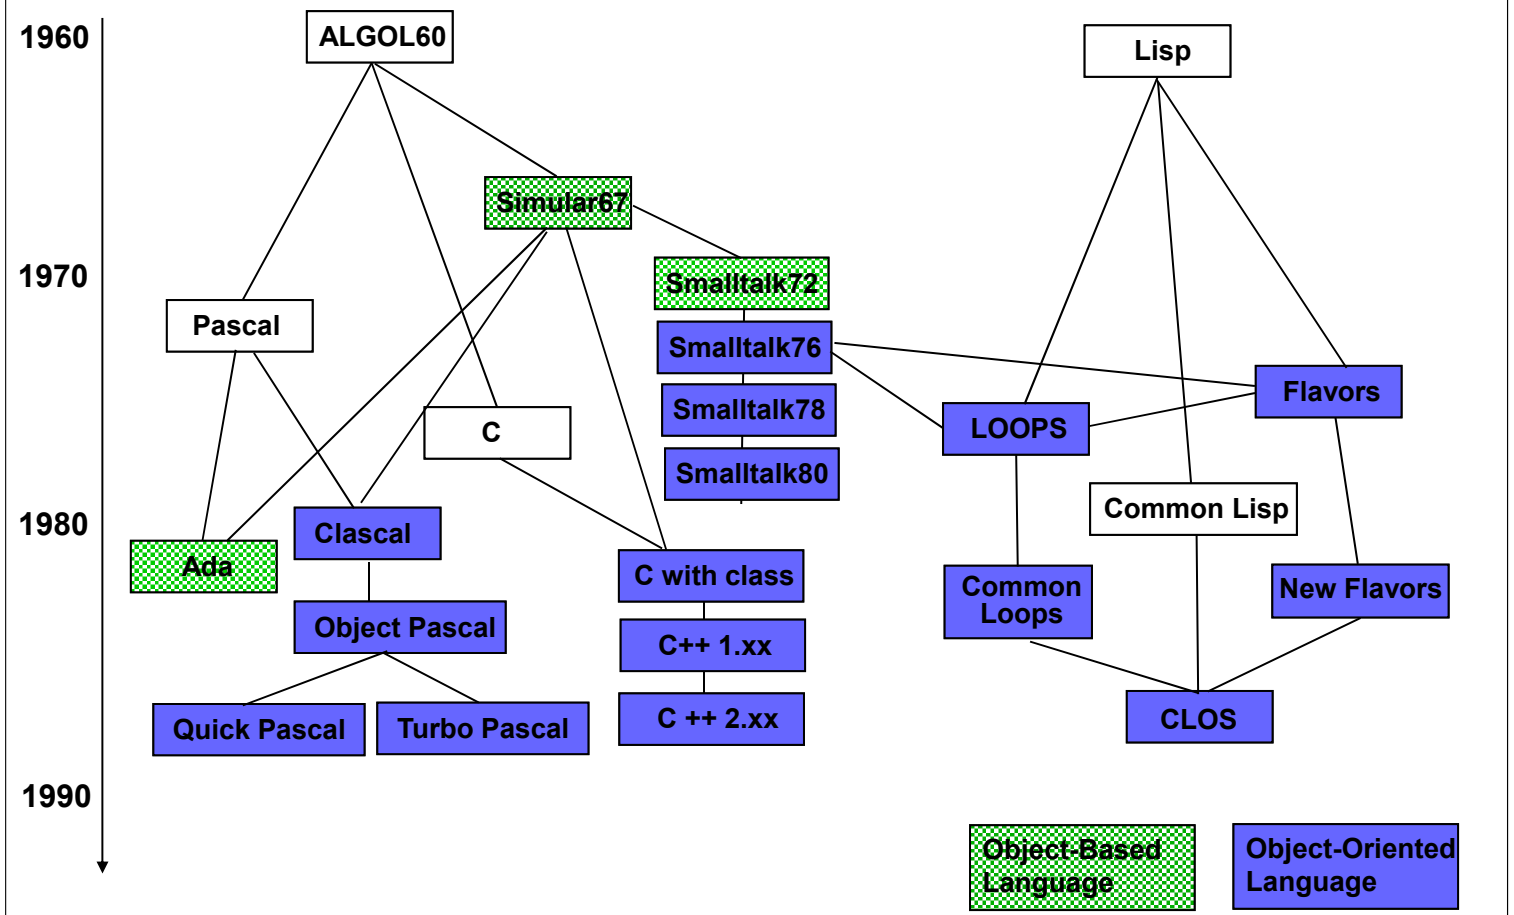 1960
ALGOL60
Lisp
Simular67
1970
Smalltalk72
Pascal
Smalltalk76
Flavors
Smalltalk78
LOOPS
C
Smalltalk80
Common Lisp
1980
Clascal
Ada
C with class
Common
Loops
New Flavors
Object Pascal
C++ 1.xx
C ++ 2.xx
CLOS
Quick Pascal
Turbo Pascal
1990
Object-Based
Language
Object-Oriented
Language